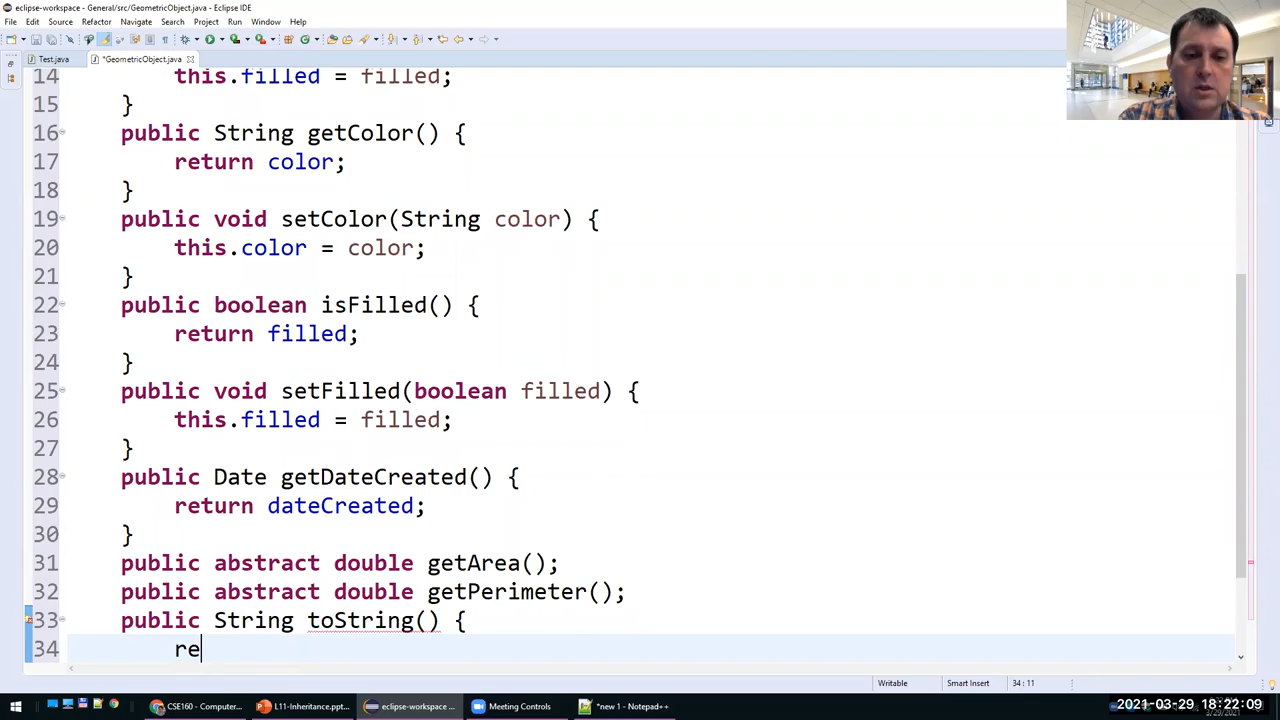 eclipse-workspace - General/src/GeometricObject.java - Eclipse IDE
File Edit Source Refactor Navigate Search Project Run Window Help
Test.java *GeometricObject.java
14 this.filled = filled;
15 }
16 public String getColor() {
17 return color;
18 }
19 public void setColor(String color) {
20 this.color = color;
21 }
22 public boolean isFilled() {
23 return filled;
24 }
25 public void setFilled(boolean filled) {
26 this.filled = filled;
27 }
28 public Date getDateCreated() {
29 return dateCreated;
30 }
31 public abstract double getArea();
32 public abstract double getPerimeter();
33 public String toString() {
34 re
Writable Smart Insert 34 : 11
CSE160 - Computer... L11-Inheritance.ppt... eclipse-workspace ... Meeting Controls *new 1 - Notepad++
2021-03-29 18:22:09